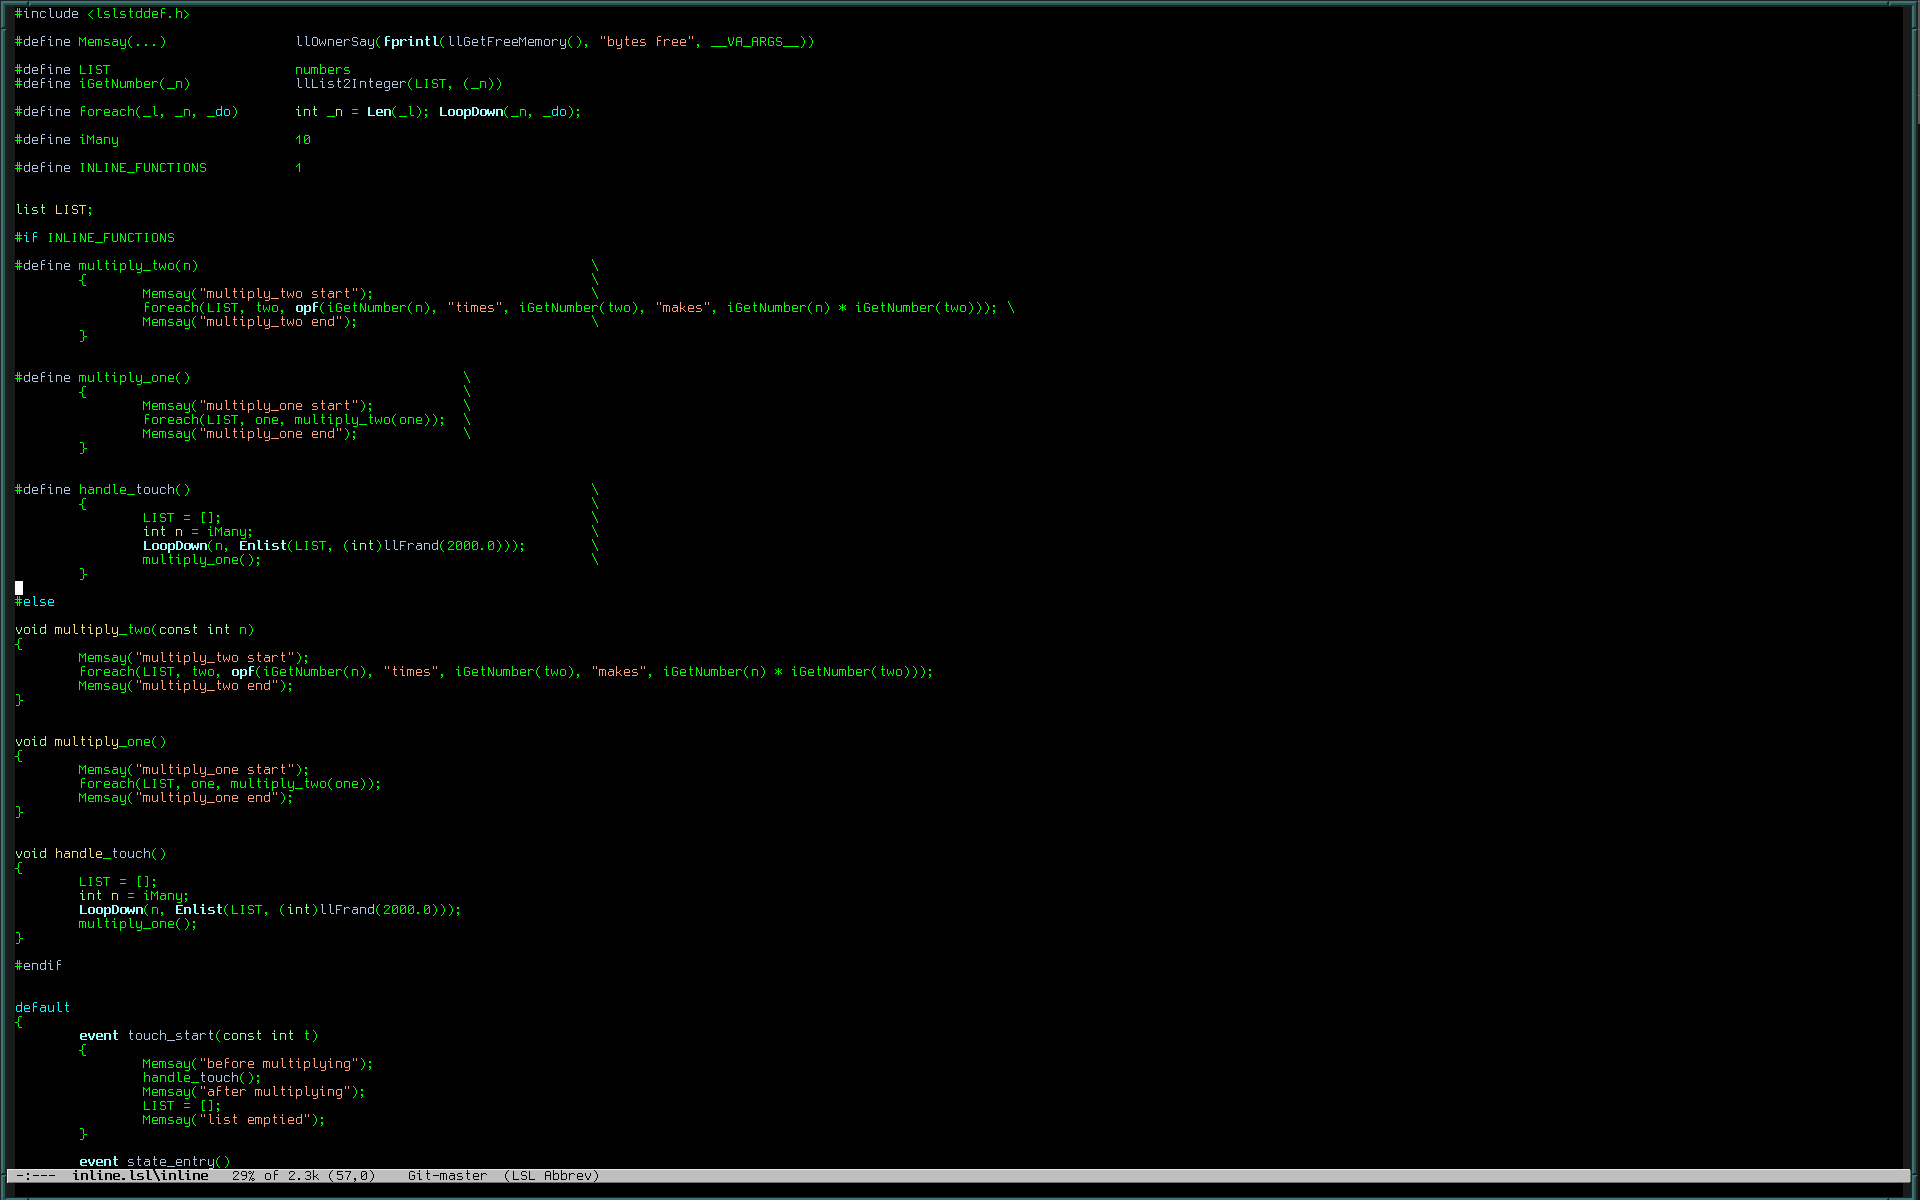 #include <lslstddef.h>
#define Memsay(...)                llOwnerSay(fprintl(llGetFreeMemory(), "bytes free", __VA_ARGS__))
#define LIST                       numbers
#define iGetNumber(_n)             llList2Integer(LIST, (_n))
#define foreach(_l, _n, _do)       int _n = Len(_l); LoopDown(_n, _do);
#define iMany                      10
#define INLINE_FUNCTIONS           1
list LIST;
#if INLINE_FUNCTIONS
#define multiply_two(n)                                                 \
        {                                                               \
                Memsay("multiply_two start");                           \
                foreach(LIST, two, opf(iGetNumber(n), "times", iGetNumber(two), "makes", iGetNumber(n) * iGetNumber(two))); \
                Memsay("multiply_two end");                             \
        }
#define multiply_one()                                  \
        {                                               \
                Memsay("multiply_one start");           \
                foreach(LIST, one, multiply_two(one));  \
                Memsay("multiply_one end");             \
        }
#define handle_touch()                                                  \
        {                                                               \
                LIST = [];                                              \
                int n = iMany;                                          \
                LoopDown(n, Enlist(LIST, (int)llFrand(2000.0)));        \
                multiply_one();                                         \
        }
#else
void multiply_two(const int n)
{
        Memsay("multiply_two start");
        foreach(LIST, two, opf(iGetNumber(n), "times", iGetNumber(two), "makes", iGetNumber(n) * iGetNumber(two)));
        Memsay("multiply_two end");
}
void multiply_one()
{
        Memsay("multiply_one start");
        foreach(LIST, one, multiply_two(one));
        Memsay("multiply_one end");
}
void handle_touch()
{
        LIST = [];
        int n = iMany;
        LoopDown(n, Enlist(LIST, (int)llFrand(2000.0)));
        multiply_one();
}
#endif
default
{
        event touch_start(const int t)
        {
                Memsay("before multiplying");
                handle_touch();
                Memsay("after multiplying");
                LIST = [];
                Memsay("list emptied");
        }
        event state_entry()
-:---  inline.lsl\inline   29% of 2.3k (57,0)    Git-master  (LSL Abbrev)